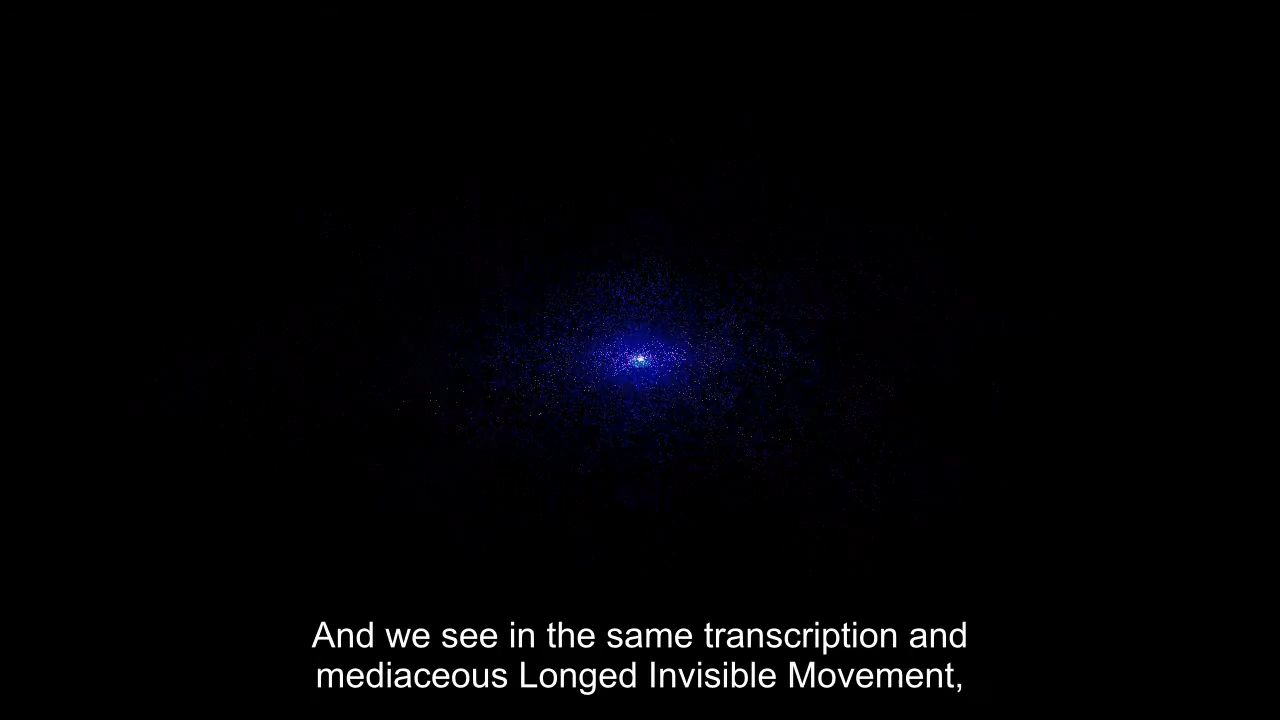 And we see in the same transcription and
mediaceous Longed Invisible Movement,